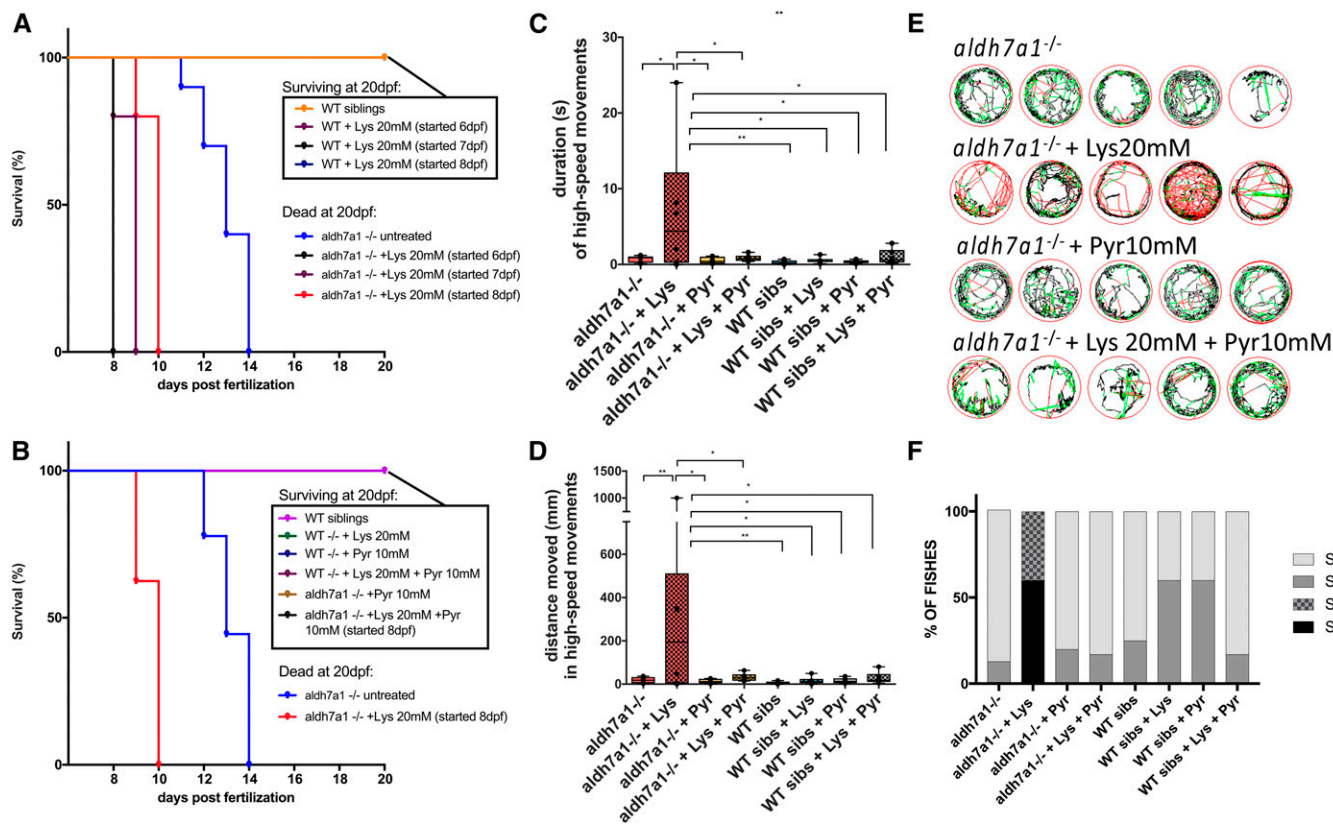 A
Survival (%)
100
50
0
8
10
12
14
16
18
20
days post fertilization
Surviving at 20dpf:
WT siblings
WT + Lys 20mM (started 6dpf)
WT + Lys 20mM (started 7dpf)
WT + Lys 20mM (started 8dpf)
Dead at 20dpf:
aldh7a1 -/- untreated
aldh7a1 -/- +Lys 20mM (started 6dpf)
aldh7a1 -/- +Lys 20mM (started 7dpf)
aldh7a1 -/- +Lys 20mM (started 8dpf)
B
Survival (%)
100
50
0
8
10
12
14
16
18
20
days post fertilization
Surviving at 20dpf:
WT siblings
WT -/- + Lys 20mM
WT -/- + Pyr 10mM
WT -/- + Lys 20mM + Pyr 10mM
aldh7a1 -/- +Pyr 10mM
aldh7a1 -/- +Lys 20mM +Pyr
10mM (started 8dpf)
Dead at 20dpf:
aldh7a1 -/- untreated
aldh7a1 -/- +Lys 20mM (started 8dpf)
C
duration (s)
of high-speed movements
30
20
10
0
**
*
*
*
*
*
*
**
aldh7a1-/-
aldh7a1-/- + Lys
aldh7a1-/- + Pyr
aldh7a1-/- + Lys + Pyr
WT sibs
WT sibs + Lys
WT sibs + Pyr
WT sibs + Lys + Pyr
D
distance moved (mm)
in high-speed movements
1500
1000
600
400
200
0
**
*
*
*
*
*
**
aldh7a1-/-
aldh7a1-/- + Lys
aldh7a1-/- + Pyr
aldh7a1-/- + Lys + Pyr
WT sibs
WT sibs + Lys
WT sibs + Pyr
WT sibs + Lys + Pyr
E
aldh7a1-/-
aldh7a1-/- + Lys20mM
aldh7a1-/- + Pyr10mM
aldh7a1-/- + Lys 20mM + Pyr10mM
F
% OF FISHES
100
50
0
S
S
S
S
aldh7a1-/-
aldh7a1-/- + Lys
aldh7a1-/- + Pyr
aldh7a1-/- + Lys + Pyr
WT sibs
WT sibs + Lys
WT sibs + Pyr
WT sibs + Lys + Pyr